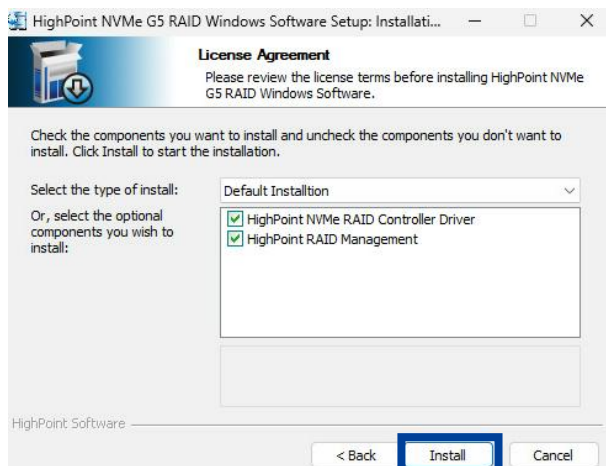 HighPoint NVMe G5 RAID Windows Software Setup: Installati...
License Agreement
Please review the license terms before installing HighPoint NVMe
G5 RAID Windows Software.
Check the components you want to install and uncheck the components you don't want to
install. Click Install to start the installation.
Select the type of install:
Default Installtion
Or, select the optional
components you wish to
install:
HighPoint NVMe RAID Controller Driver
HighPoint RAID Management
HighPoint Software
< Back
Install
Cancel